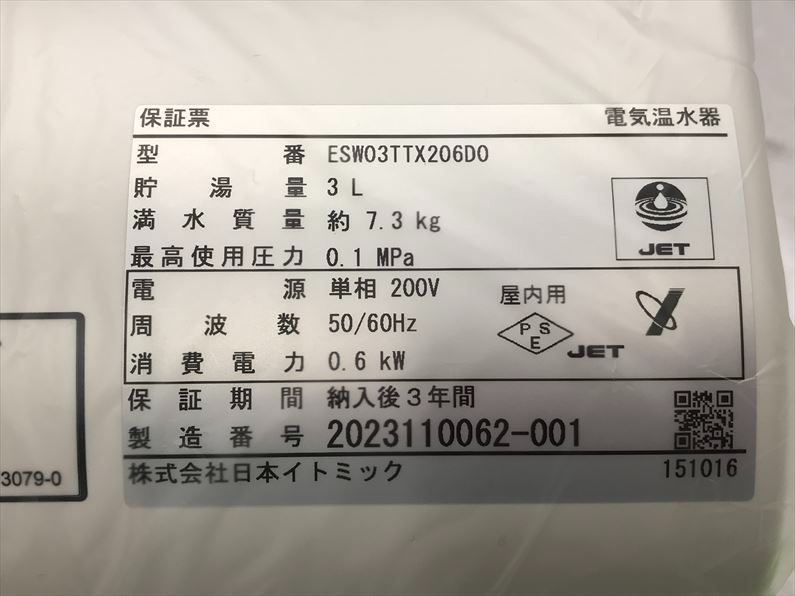 保証票 電気温水器
型番 ESW03TTX206D0
貯湯量 3 L
満水質量 約 7.3 kg
JET
最高使用圧力 0.1 MPa
電源 単相 200V 屋内用
周波数 50/60Hz
PSE JET
消費電力 0.6 kW
保証期間 納入後3年間
製造番号 2023110062-001
株式会社日本イトミック 151016
3079-0